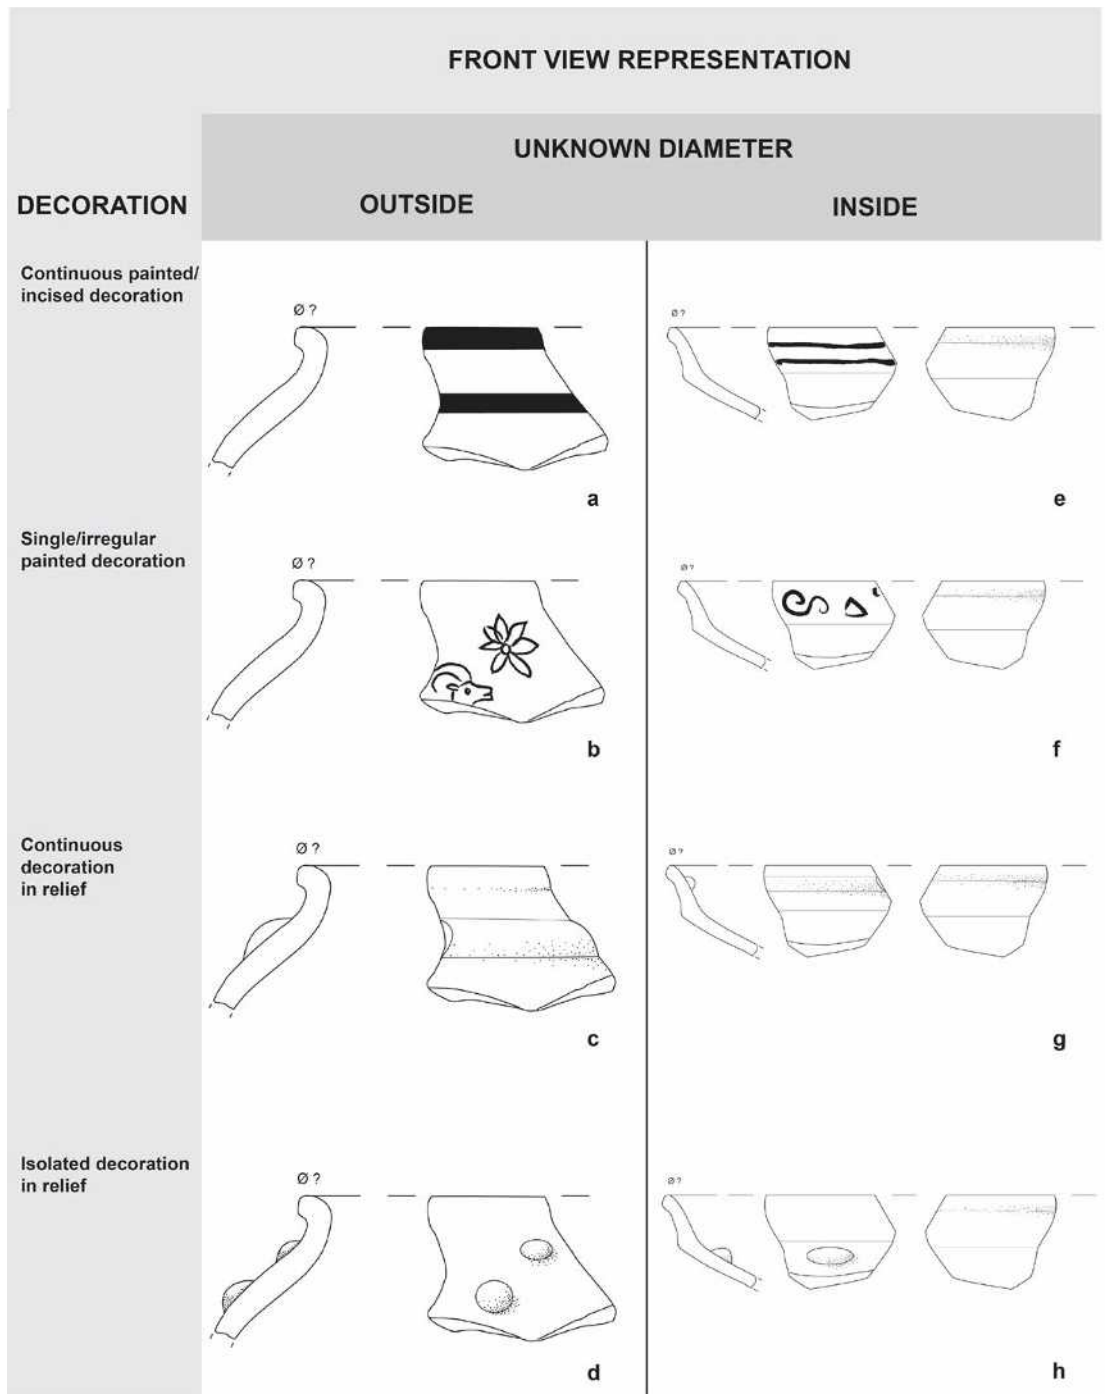 FRONT VIEW REPRESENTATION
UNKNOWN DIAMETER
DECORATION
OUTSIDE
INSIDE
Continuous painted/
incised decoration
Ø ?
Ø ?
a
e
Single/irregular
painted decoration
Ø ?
Ø ?
b
f
Continuous
decoration
in relief
Ø ?
Ø ?
c
g
Isolated decoration
in relief
Ø ?
Ø ?
d
h